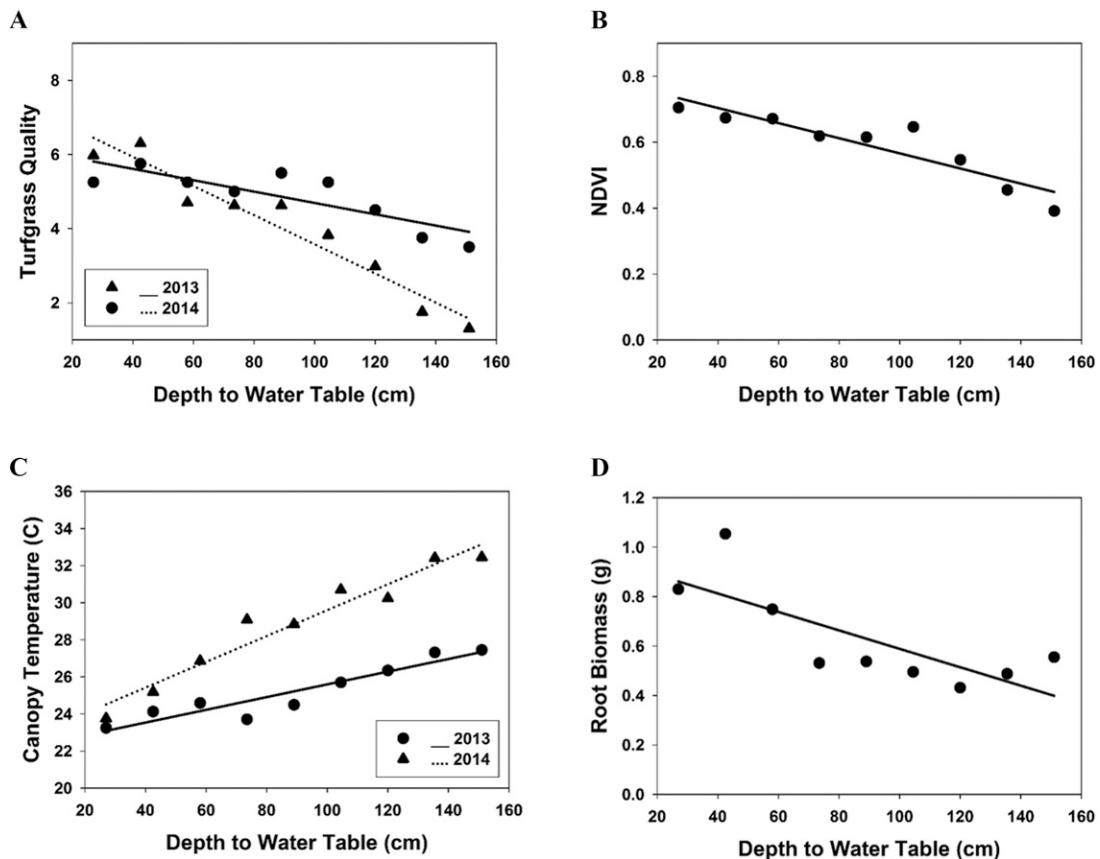 A
8
6
4
2
Turfgrass Quality
▲ __ 2013
● .... 2014
20 40 60 80 100 120 140 160
Depth to Water Table (cm)
B
0.8
0.6
0.4
0.2
0.0
NDVI
20 40 60 80 100 120 140 160
Depth to Water Table (cm)
C
36
34
32
30
28
26
24
22
20
Canopy Temperature (C)
● __ 2013
▲ .... 2014
20 40 60 80 100 120 140 160
Depth to Water Table (cm)
D
1.2
1.0
0.8
0.6
0.4
0.2
0.0
Root Biomass (g)
20 40 60 80 100 120 140 160
Depth to Water Table (cm)